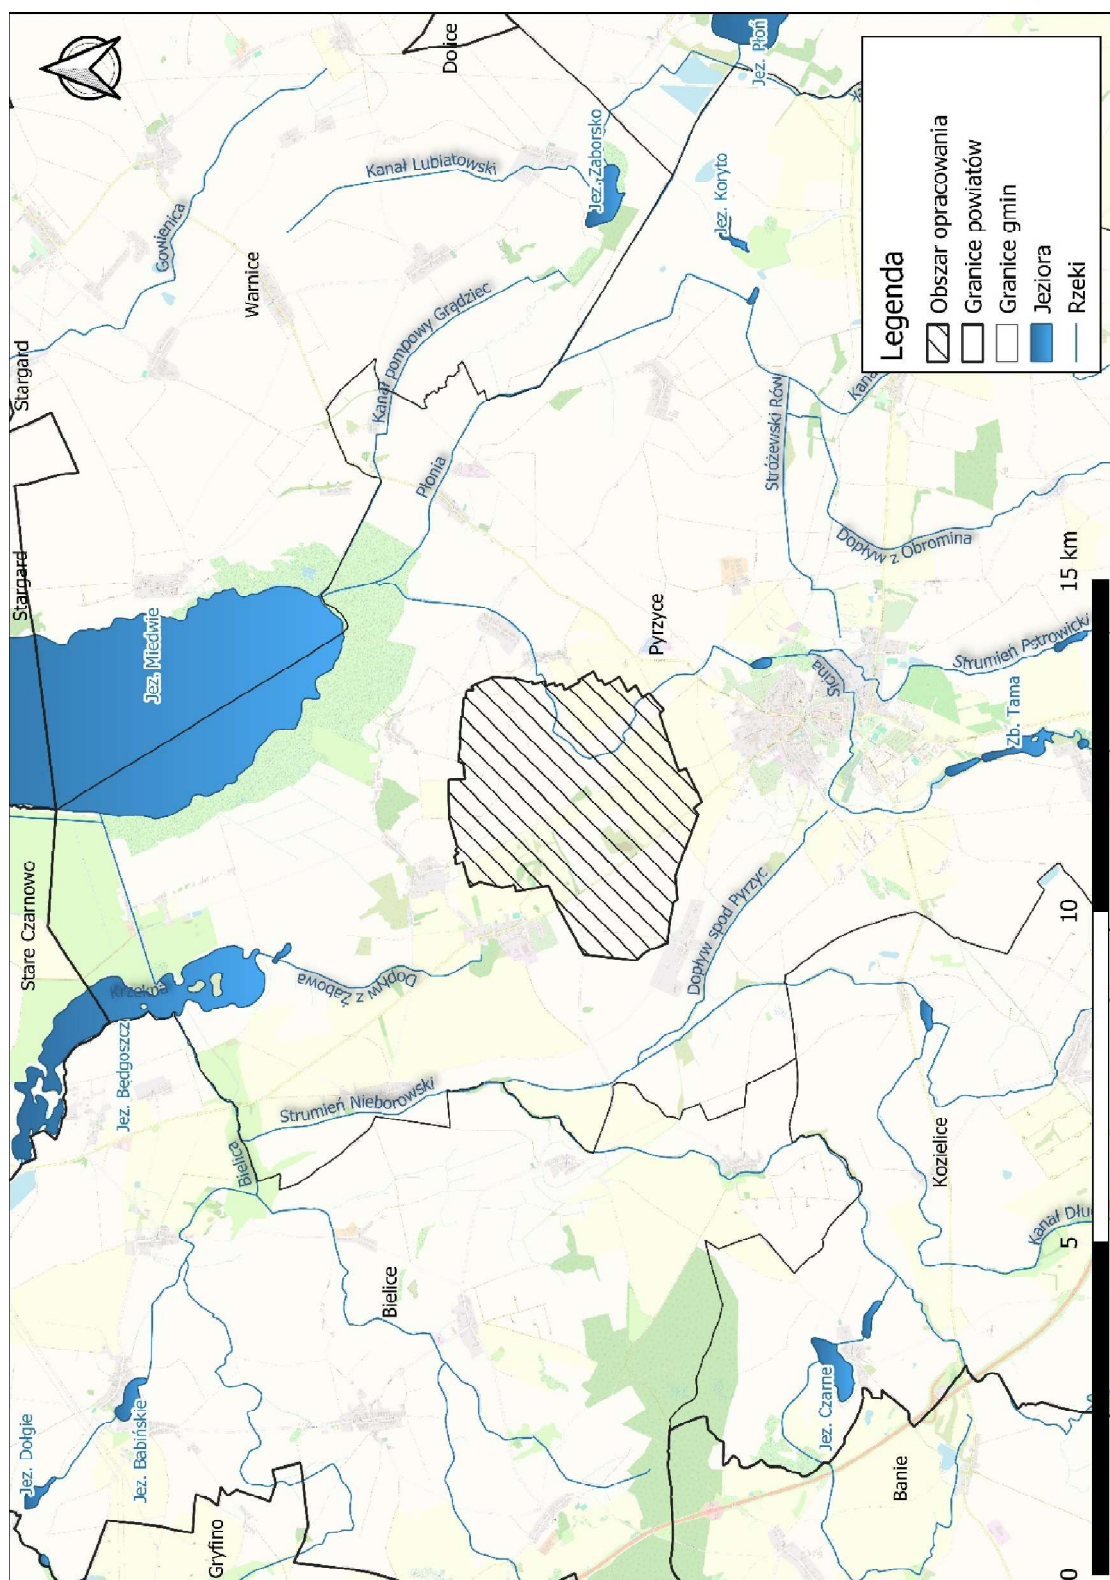 Jez. Dołgie
Jez. Babińskie
Gryfino
Jez. Będgoszcz
Krzekna
Stare Czarnowo
Stargard
Stargard
Jez. Miedwie
Gowienica
Warnice
Kanał Lubiatowski
Dolice
Jez. Zaborsko
Jez. Płoń
Jez. Koryto
Kanał pompowy Grądziec
Płonia
Dopływ z Żabowa
Bielica
Strumień Nieborowski
Bielice
Pyrzyce
Dopływ spod Pyrzyc
Sicina
Stróżewski Rów
Kana
Dopływ z Obromina
Strumień Pstrowicki
Zb. Tama
Jez. Czarne
Banie
Kozielice
Kanał Dłu
Legenda
Obszar opracowania
Granice powiatów
Granice gmin
Jeziora
Rzeki
0
5
10
15 km